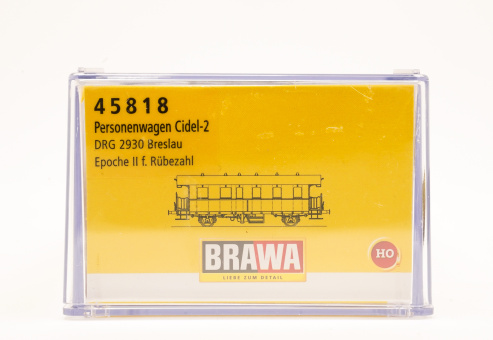 45818
Personenwagen Cidel-2
DRG 2930 Breslau
Epoche II f. Rübezahl
BRAWA
LIEBE ZUM DETAIL
HO